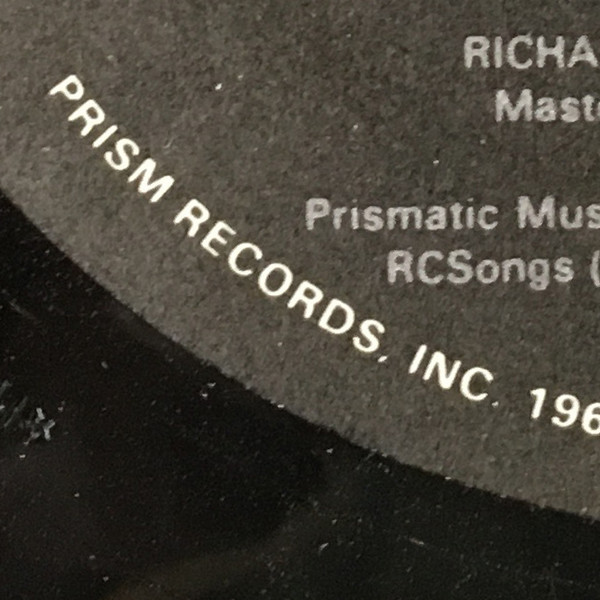 RICHA
Maste
Prismatic Mus
RCSongs (
PRISM RECORDS, INC. 196